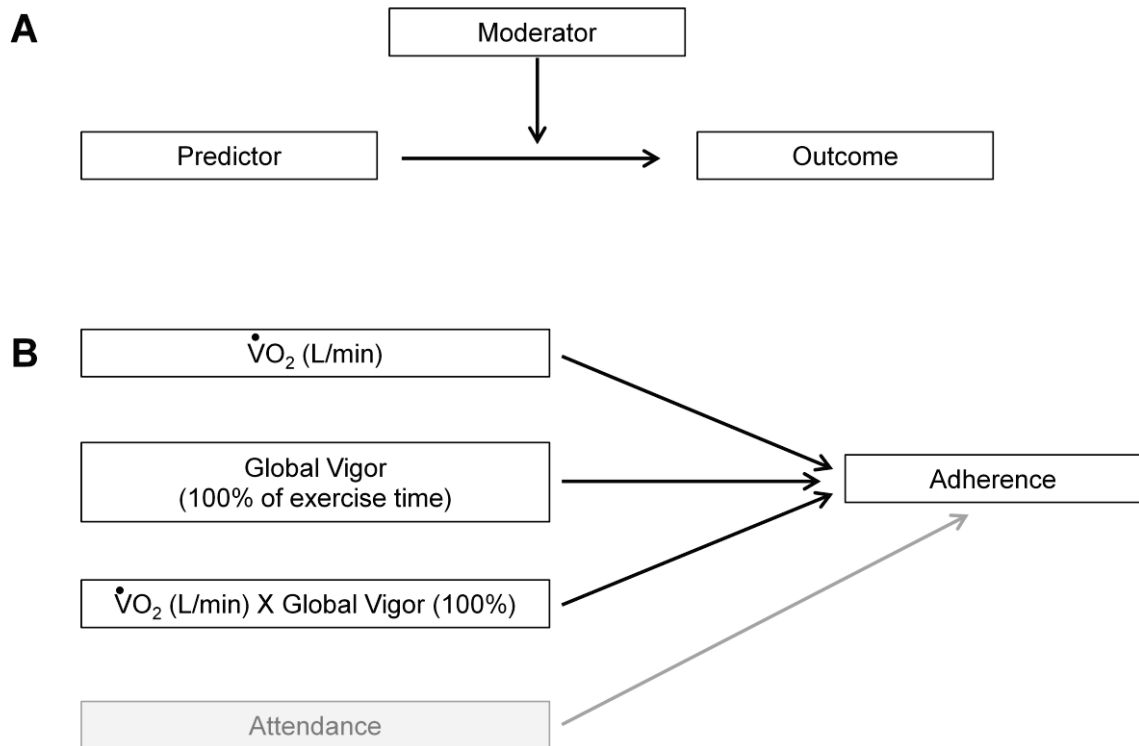 A
Moderator
Predictor
Outcome
B
V̇O₂ (L/min)
Global Vigor
(100% of exercise time)
Adherence
V̇O₂ (L/min) X Global Vigor (100%)
Attendance